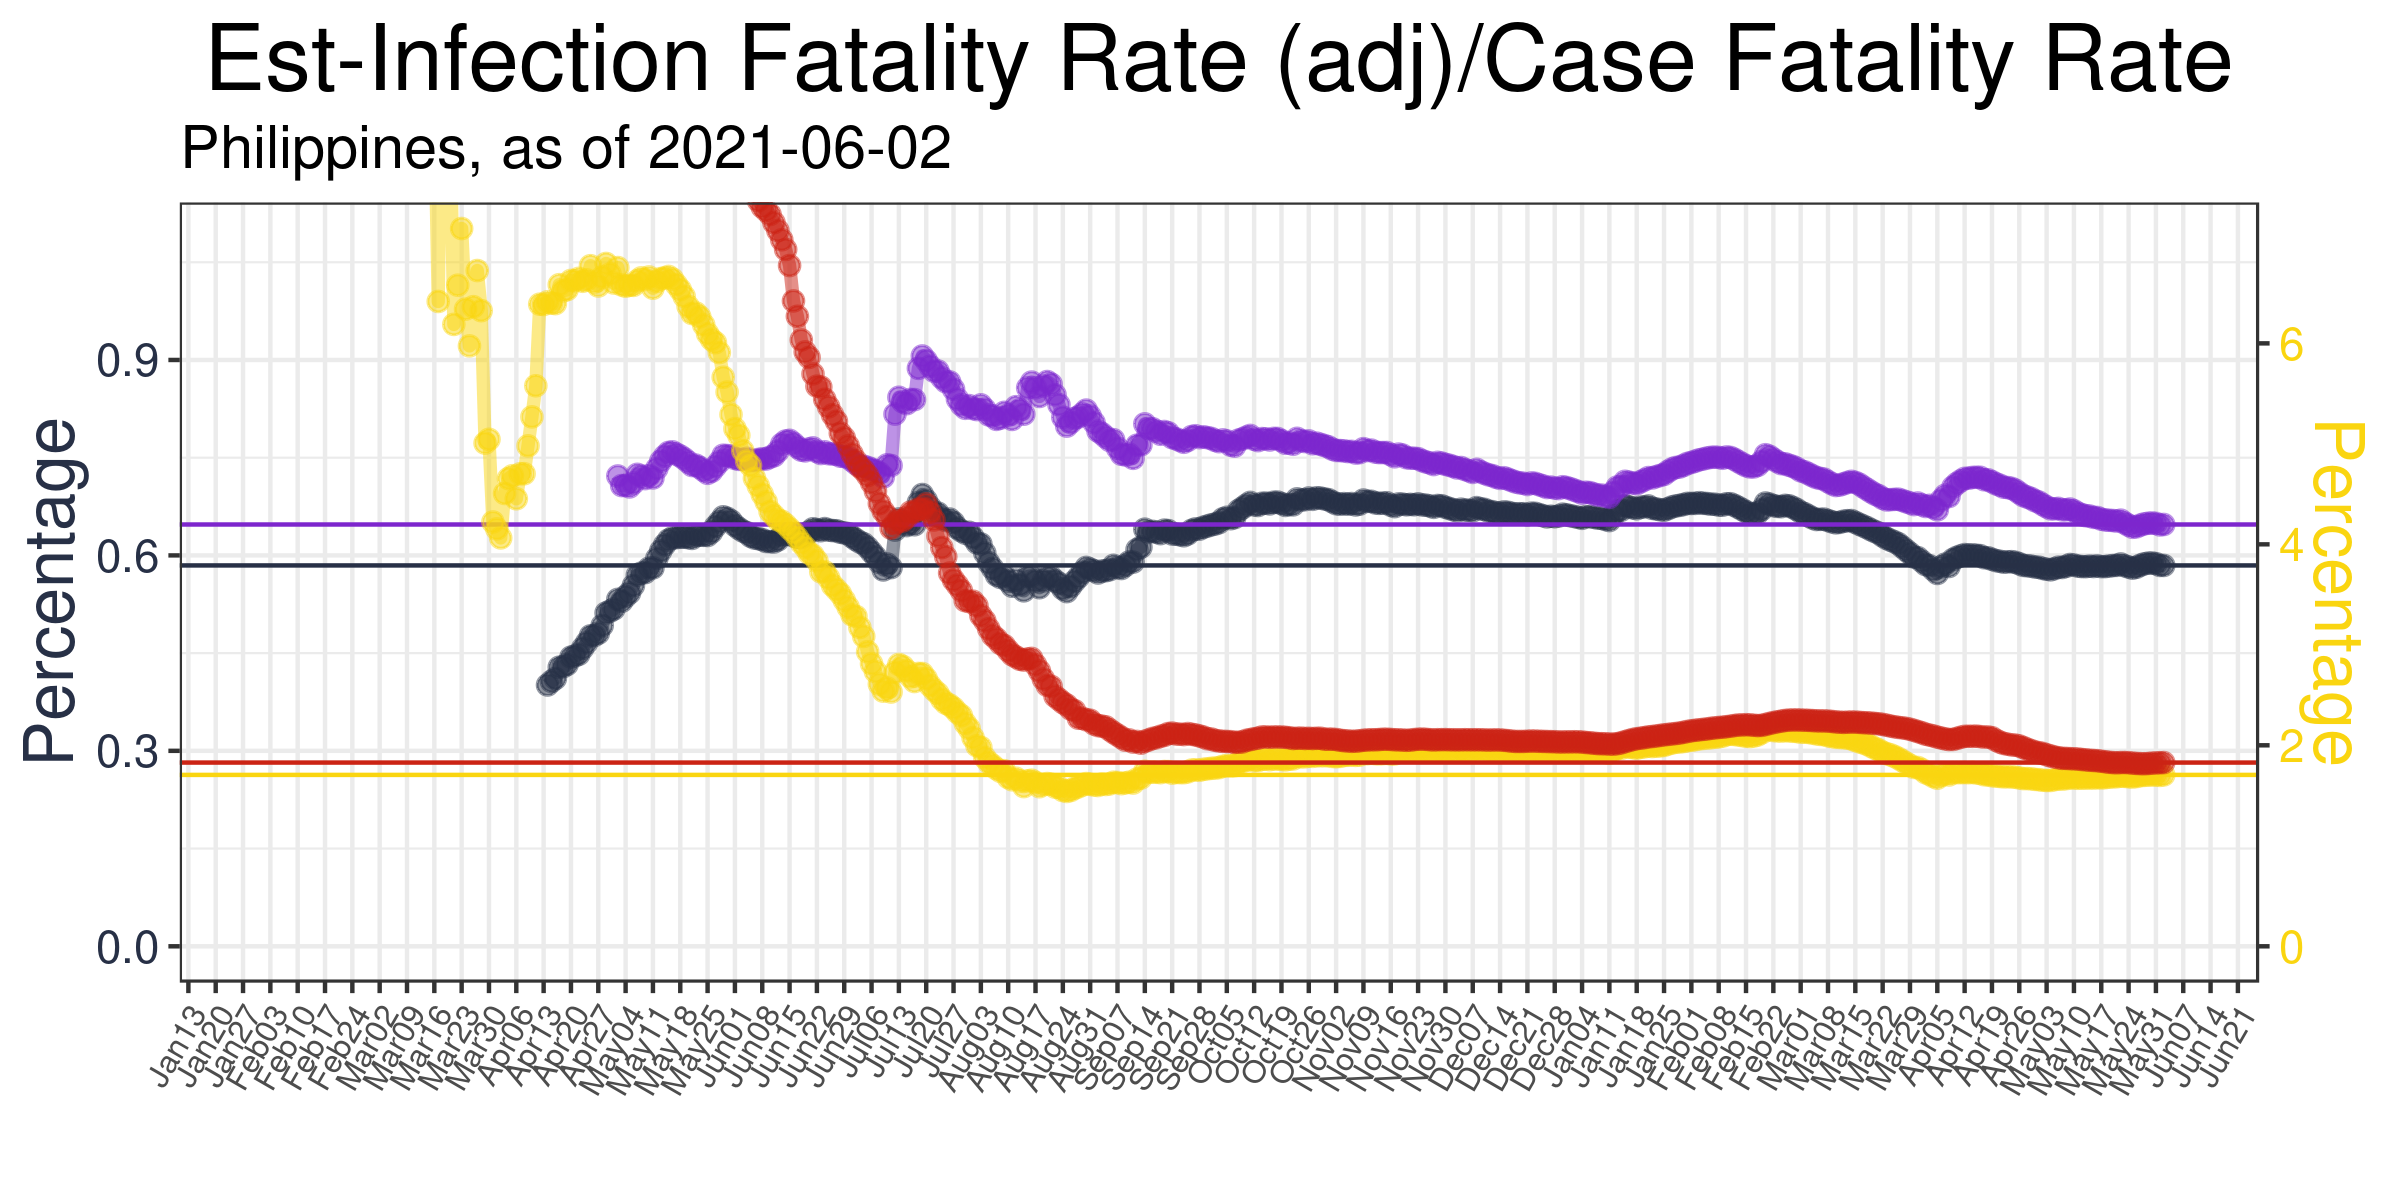 Est-Infection Fatality Rate (adj)/Case Fatality Rate
Philippines, as of 2021-06-02
Percentage
0.9
0.6
0.3
0.0
6
4
2
0
Percentage
Jan13
Jan20
Jan27
Feb03
Feb10
Feb17
Feb24
Mar02
Mar09
Mar16
Mar23
Mar30
Apr06
Apr13
Apr20
Apr27
May04
May11
May18
May25
Jun01
Jun08
Jun15
Jun22
Jun29
Jul06
Jul13
Jul20
Jul27
Aug03
Aug10
Aug17
Aug24
Aug31
Sep07
Sep14
Sep21
Sep28
Oct05
Oct12
Oct19
Oct26
Nov02
Nov09
Nov16
Nov23
Nov30
Dec07
Dec14
Dec21
Dec28
Jan04
Jan11
Jan18
Jan25
Feb01
Feb08
Feb15
Feb22
Mar01
Mar08
Mar15
Mar22
Mar29
Apr05
Apr12
Apr19
Apr26
May03
May10
May17
May24
May31
Jun07
Jun14
Jun21